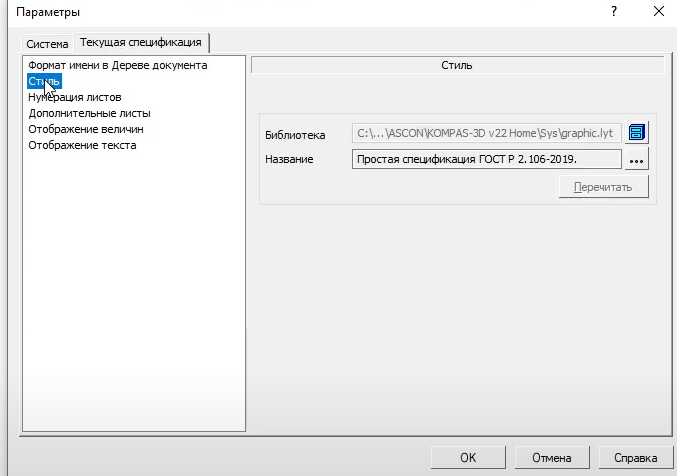 Параметры
?
Система
Текущая спецификация
Формат имени в Дереве документа
Стиль
Нумерация листов
Дополнительные листы
Отображение величин
Отображение текста
Стиль
Библиотека
C:\...\ASCON\KOMPAS-3D v22 Home\Sys\graphic.lyt
Название
Простая спецификация ГОСТ Р 2.106-2019.
...
Перечитать
OK
Отмена
Справка